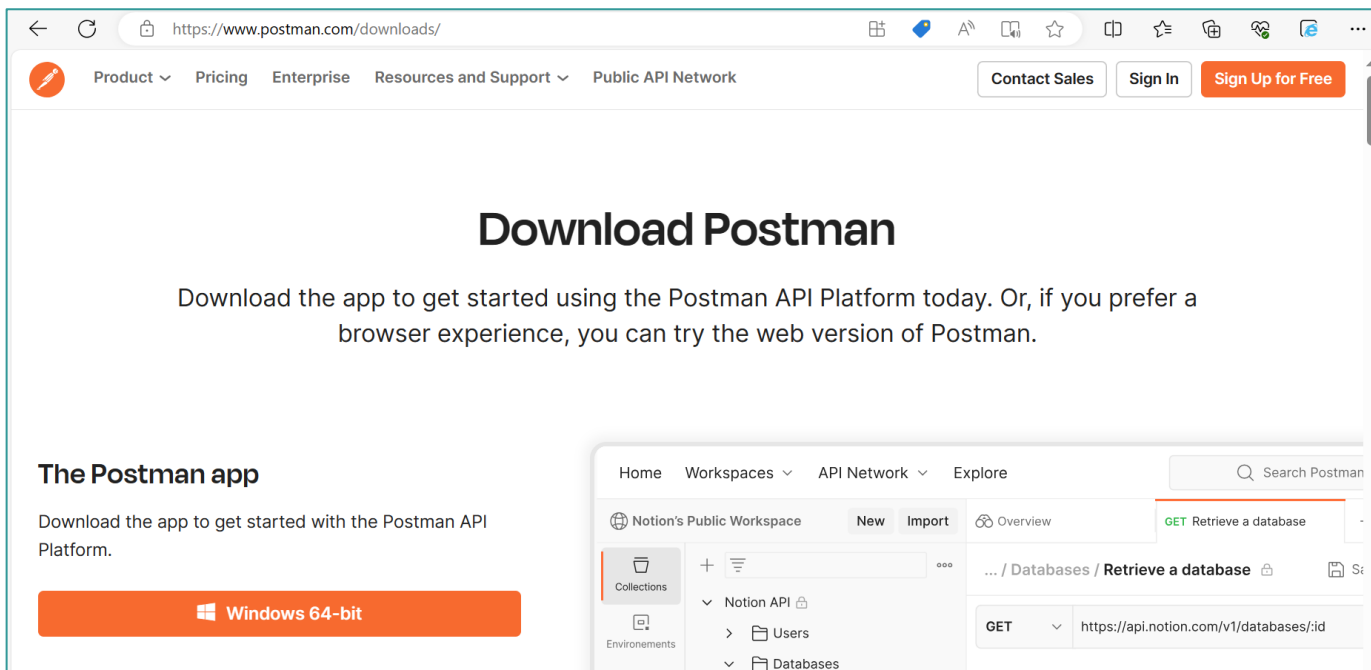 https://www.postman.com/downloads/
Product Pricing Enterprise Resources and Support Public API Network Contact Sales Sign In Sign Up for Free
Download Postman
Download the app to get started using the Postman API Platform today. Or, if you prefer a
browser experience, you can try the web version of Postman.
The Postman app
Download the app to get started with the Postman API
Platform.
Windows 64-bit
Home Workspaces API Network Explore Search Postman
Notion's Public Workspace New Import Overview GET Retrieve a database
Collections
... / Databases / Retrieve a database
Notion API
Environements
Users
Databases
GET https://api.notion.com/v1/databases/:id